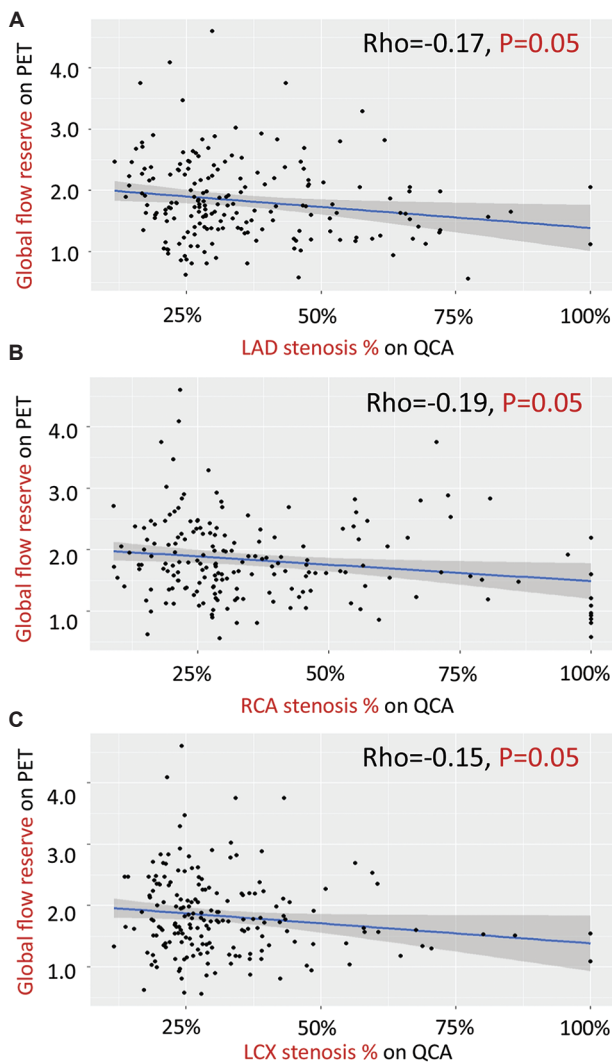 A
Global flow reserve on PET
Rho=-0.17, P=0.05
4.0
3.0
2.0
1.0
25%
50%
75%
100%
LAD stenosis % on QCA
B
Global flow reserve on PET
Rho=-0.19, P=0.05
4.0
3.0
2.0
1.0
25%
50%
75%
100%
RCA stenosis % on QCA
C
Global flow reserve on PET
Rho=-0.15, P=0.05
4.0
3.0
2.0
1.0
25%
50%
75%
100%
LCX stenosis % on QCA